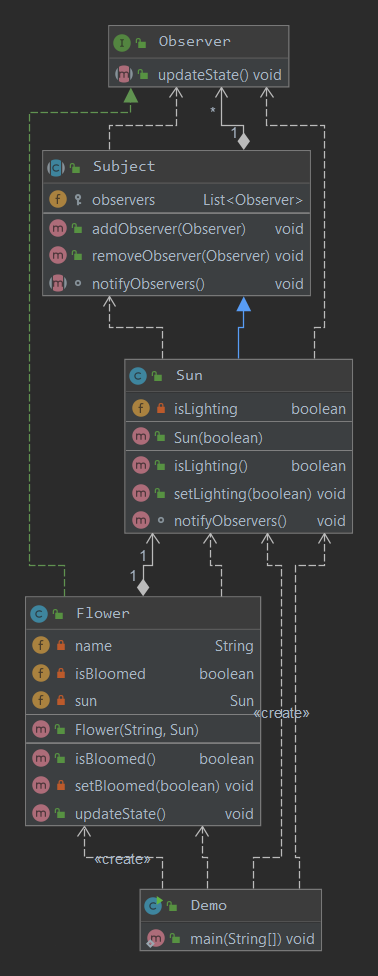 I Observer
m updateState() void
*
1
C Subject
f observers List<Observer>
m addObserver(Observer) void
m removeObserver(Observer) void
m notifyObservers() void
C Sun
f isLighting boolean
m Sun(boolean)
m isLighting() boolean
m setLighting(boolean) void
m notifyObservers() void
1
1
C Flower
f name String
f isBloomed boolean
f sun Sun
«create»
m Flower(String, Sun)
m isBloomed() boolean
m setBloomed(boolean) void
m updateState() void
«create»
C Demo
m main(String[]) void